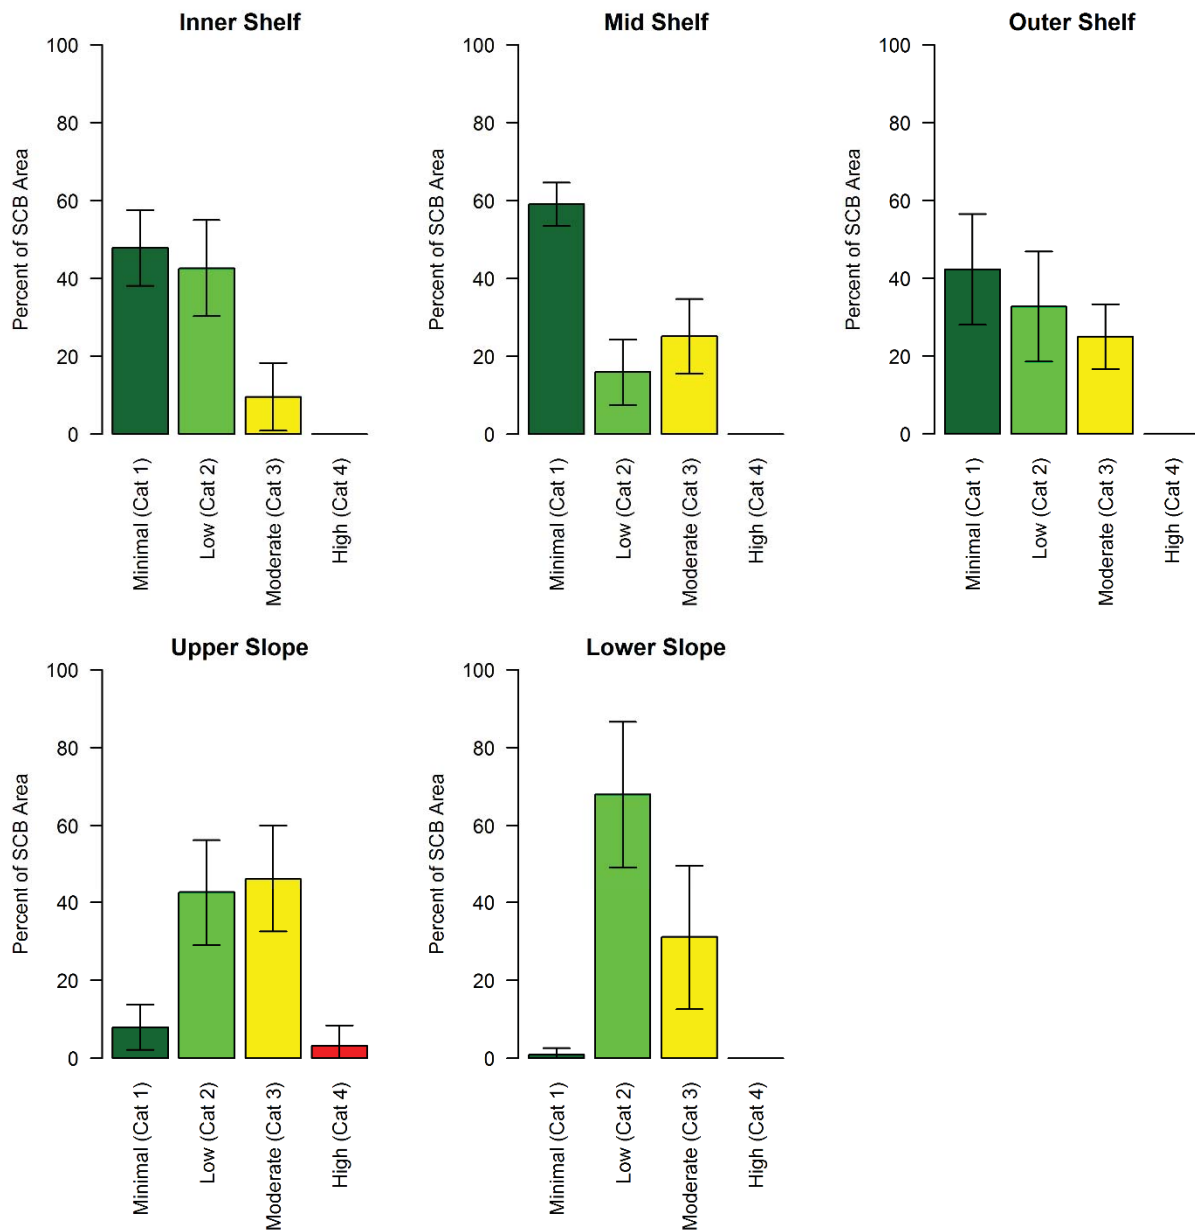 Inner Shelf
Percent of SCB Area
100
80
60
40
20
0
Minimal (Cat 1)
Low (Cat 2)
Moderate (Cat 3)
High (Cat 4)
Mid Shelf
Percent of SCB Area
100
80
60
40
20
0
Minimal (Cat 1)
Low (Cat 2)
Moderate (Cat 3)
High (Cat 4)
Outer Shelf
Percent of SCB Area
100
80
60
40
20
0
Minimal (Cat 1)
Low (Cat 2)
Moderate (Cat 3)
High (Cat 4)
Upper Slope
Percent of SCB Area
100
80
60
40
20
0
Minimal (Cat 1)
Low (Cat 2)
Moderate (Cat 3)
High (Cat 4)
Lower Slope
Percent of SCB Area
100
80
60
40
20
0
Minimal (Cat 1)
Low (Cat 2)
Moderate (Cat 3)
High (Cat 4)